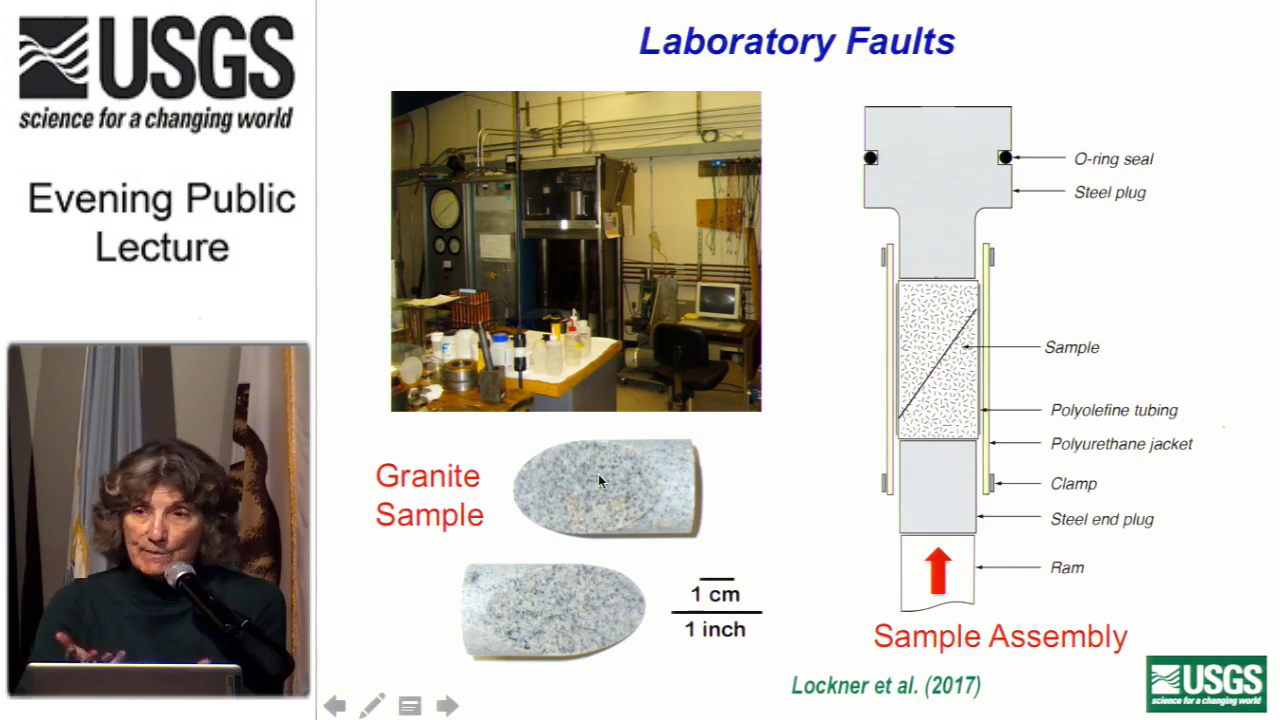 USGS
science for a changing world
Evening Public
Lecture
Laboratory Faults
O-ring seal
Steel plug
Sample
Polyolefine tubing
Polyurethane jacket
Clamp
Steel end plug
Ram
Sample Assembly
Granite
Sample
1 cm
1 inch
Lockner et al. (2017)
USGS
science for a changing world